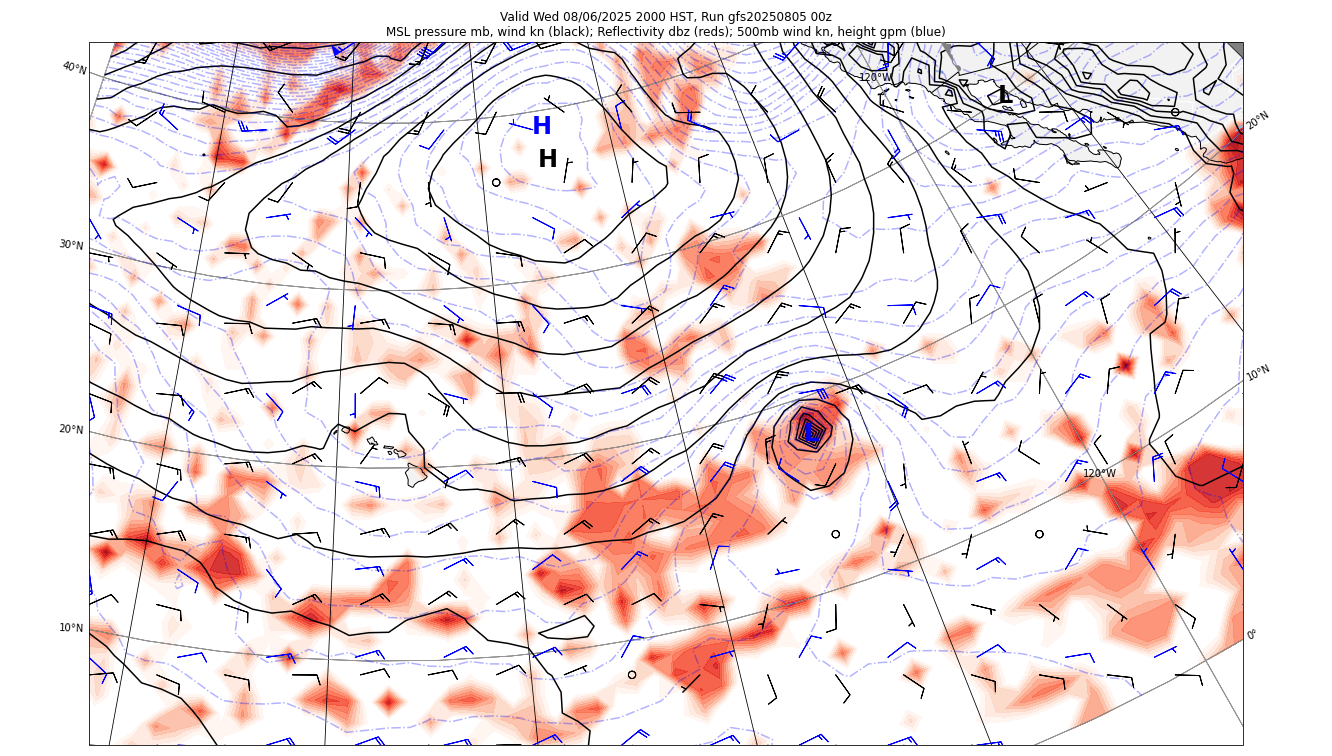 Valid Wed 08/06/2025 2000 HST, Run gfs20250805 00z
MSL pressure mb, wind kn (black); Reflectivity dbz (reds); 500mb wind kn, height gpm (blue)
40°N
120°W
L
20°N
H
H
30°N
10°N
20°N
L
120°W
10°N
0°